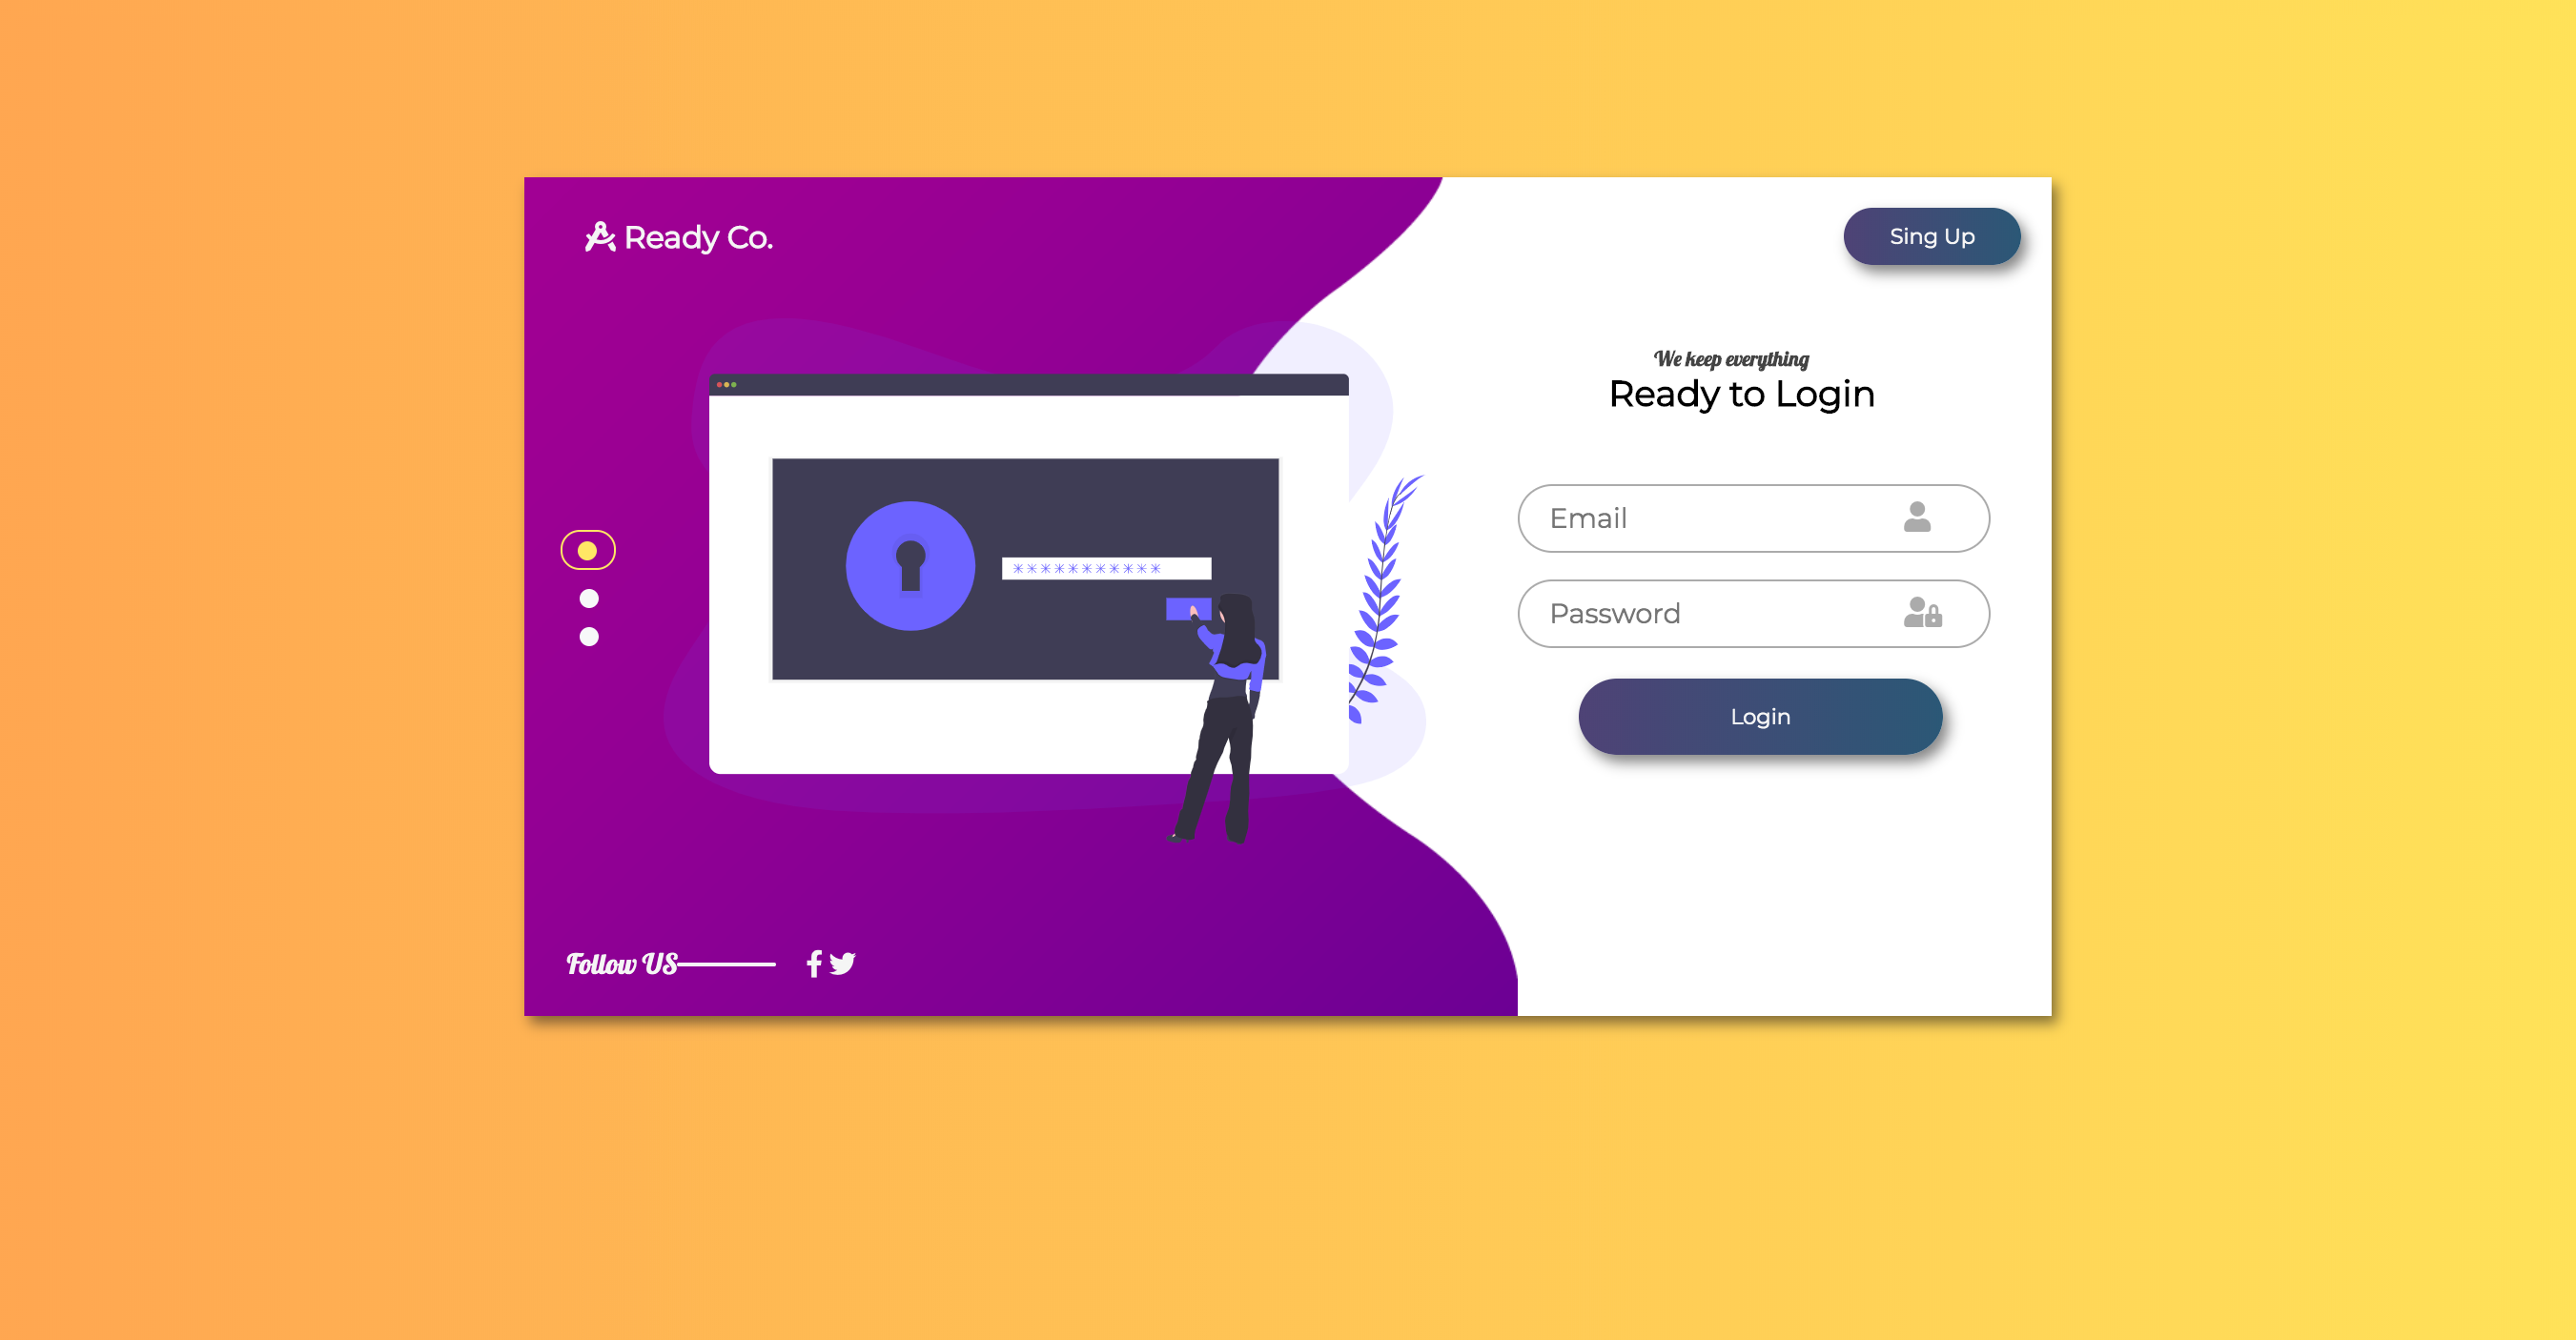 Ready Co.
Sing Up
We keep everything
Ready to Login
Email
***********
Password
Login
Follow US